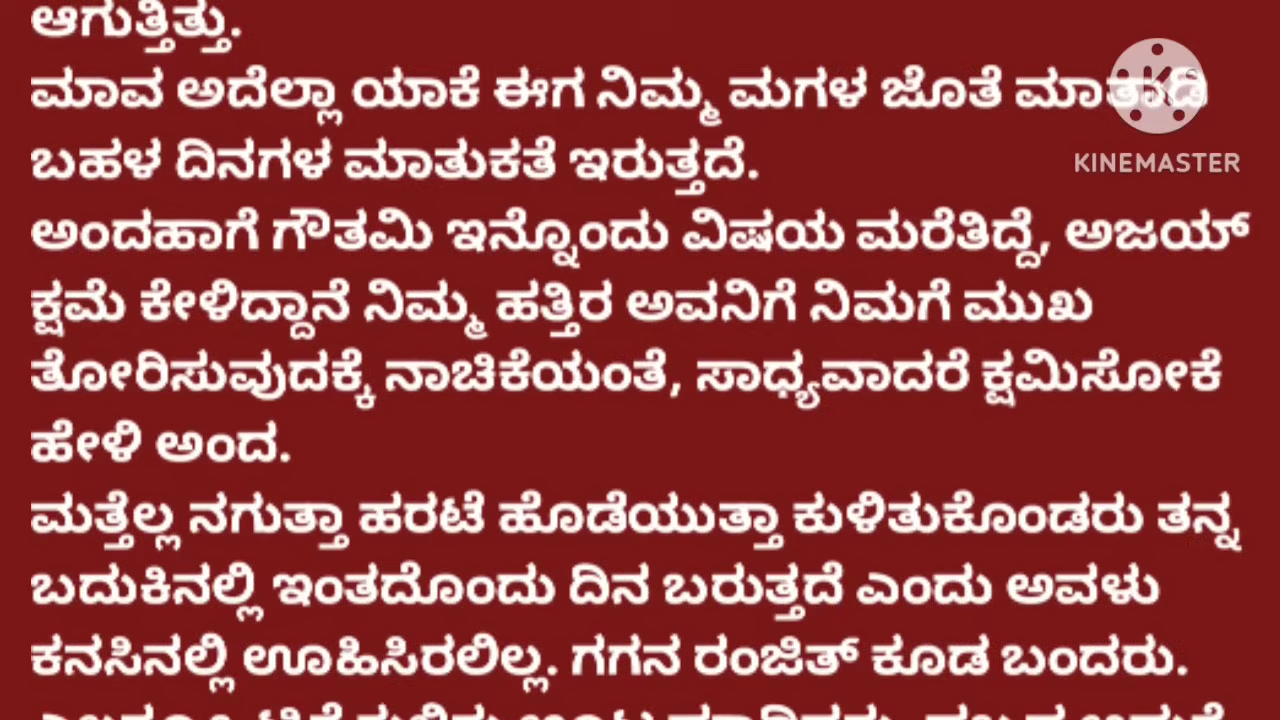 ಆಗುತ್ತಿತ್ತು.
ಮಾವ ಅದೆಲ್ಲಾ ಯಾಕೆ ಈಗ ನಿಮ್ಮ ಮಗಳ ಜೊತೆ ಮಾತಾಡಿ
ಬಹಳ ದಿನಗಳ ಮಾತುಕತೆ ಇರುತ್ತದೆ.
ಅಂದಹಾಗೆ ಗೌತಮಿ ಇನ್ನೊಂದು ವಿಷಯ ಮರೆತಿದ್ದೆ, ಅಜಯ್
ಕ್ಷಮೆ ಕೇಳಿದ್ದಾನೆ ನಿಮ್ಮ ಹತ್ತಿರ ಅವನಿಗೆ ನಿಮಗೆ ಮುಖ
ತೋರಿಸುವುದಕ್ಕೆ ನಾಚಿಕೆಯಂತೆ, ಸಾಧ್ಯವಾದರೆ ಕ್ಷಮಿಸೋಕೆ
ಹೇಳಿ ಅಂದ.
ಮತ್ತೆಲ್ಲ ನಗುತ್ತಾ ಹರಟೆ ಹೊಡೆಯುತ್ತಾ ಕುಳಿತುಕೊಂಡರು ತನ್ನ
ಬದುಕಿನಲ್ಲಿ ಇಂತದೊಂದು ದಿನ ಬರುತ್ತದೆ ಎಂದು ಅವಳು
ಕನಸಿನಲ್ಲಿ ಊಹಿಸಿರಲಿಲ್ಲ. ಗಗನ ರಂಜಿತ್ ಕೂಡ ಬಂದರು.
KINEMASTER